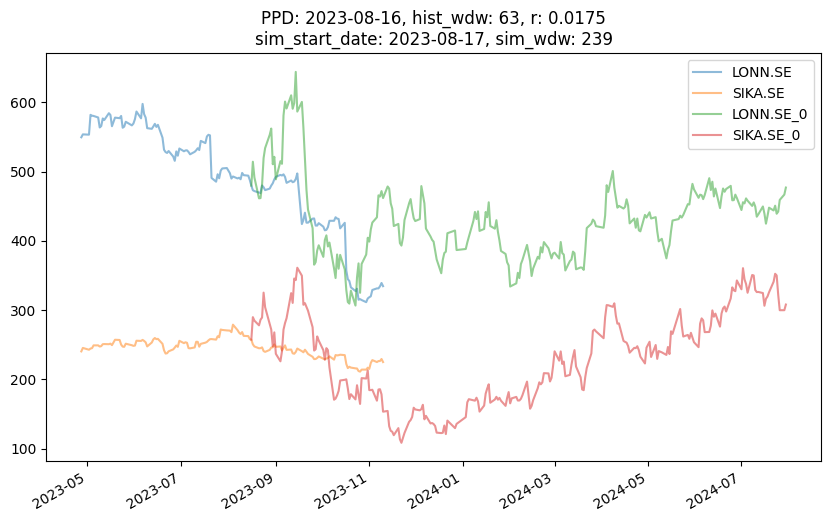 PPD: 2023-08-16, hist_wdw: 63, r: 0.0175
sim_start_date: 2023-08-17, sim_wdw: 239
LONN.SE
SIKA.SE
LONN.SE_0
SIKA.SE_0
600
500
400
300
200
100
2023-05
2023-07
2023-09
2023-11
2024-01
2024-03
2024-05
2024-07